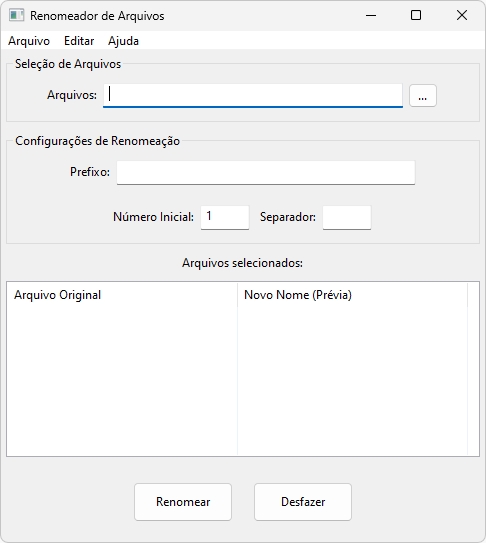 Renomeador de Arquivos
Arquivo Editar Ajuda
Seleção de Arquivos
Arquivos: ...
Configurações de Renomeação
Prefixo:
Número Inicial: 1 Separador:
Arquivos selecionados:
Arquivo Original Novo Nome (Prévia)
Renomear Desfazer